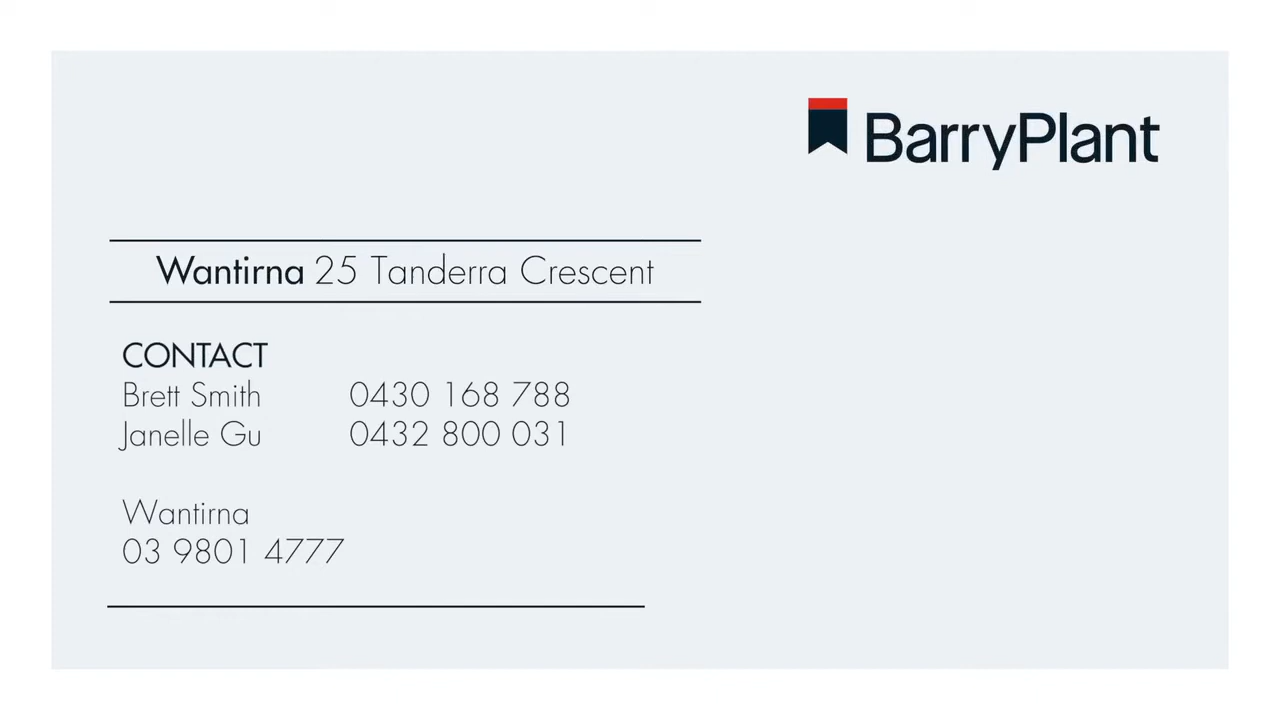 BarryPlant
Wantirna 25 Tanderra Crescent
CONTACT
Brett Smith 0430 168 788
Janelle Gu 0432 800 031
Wantirna
03 9801 4777